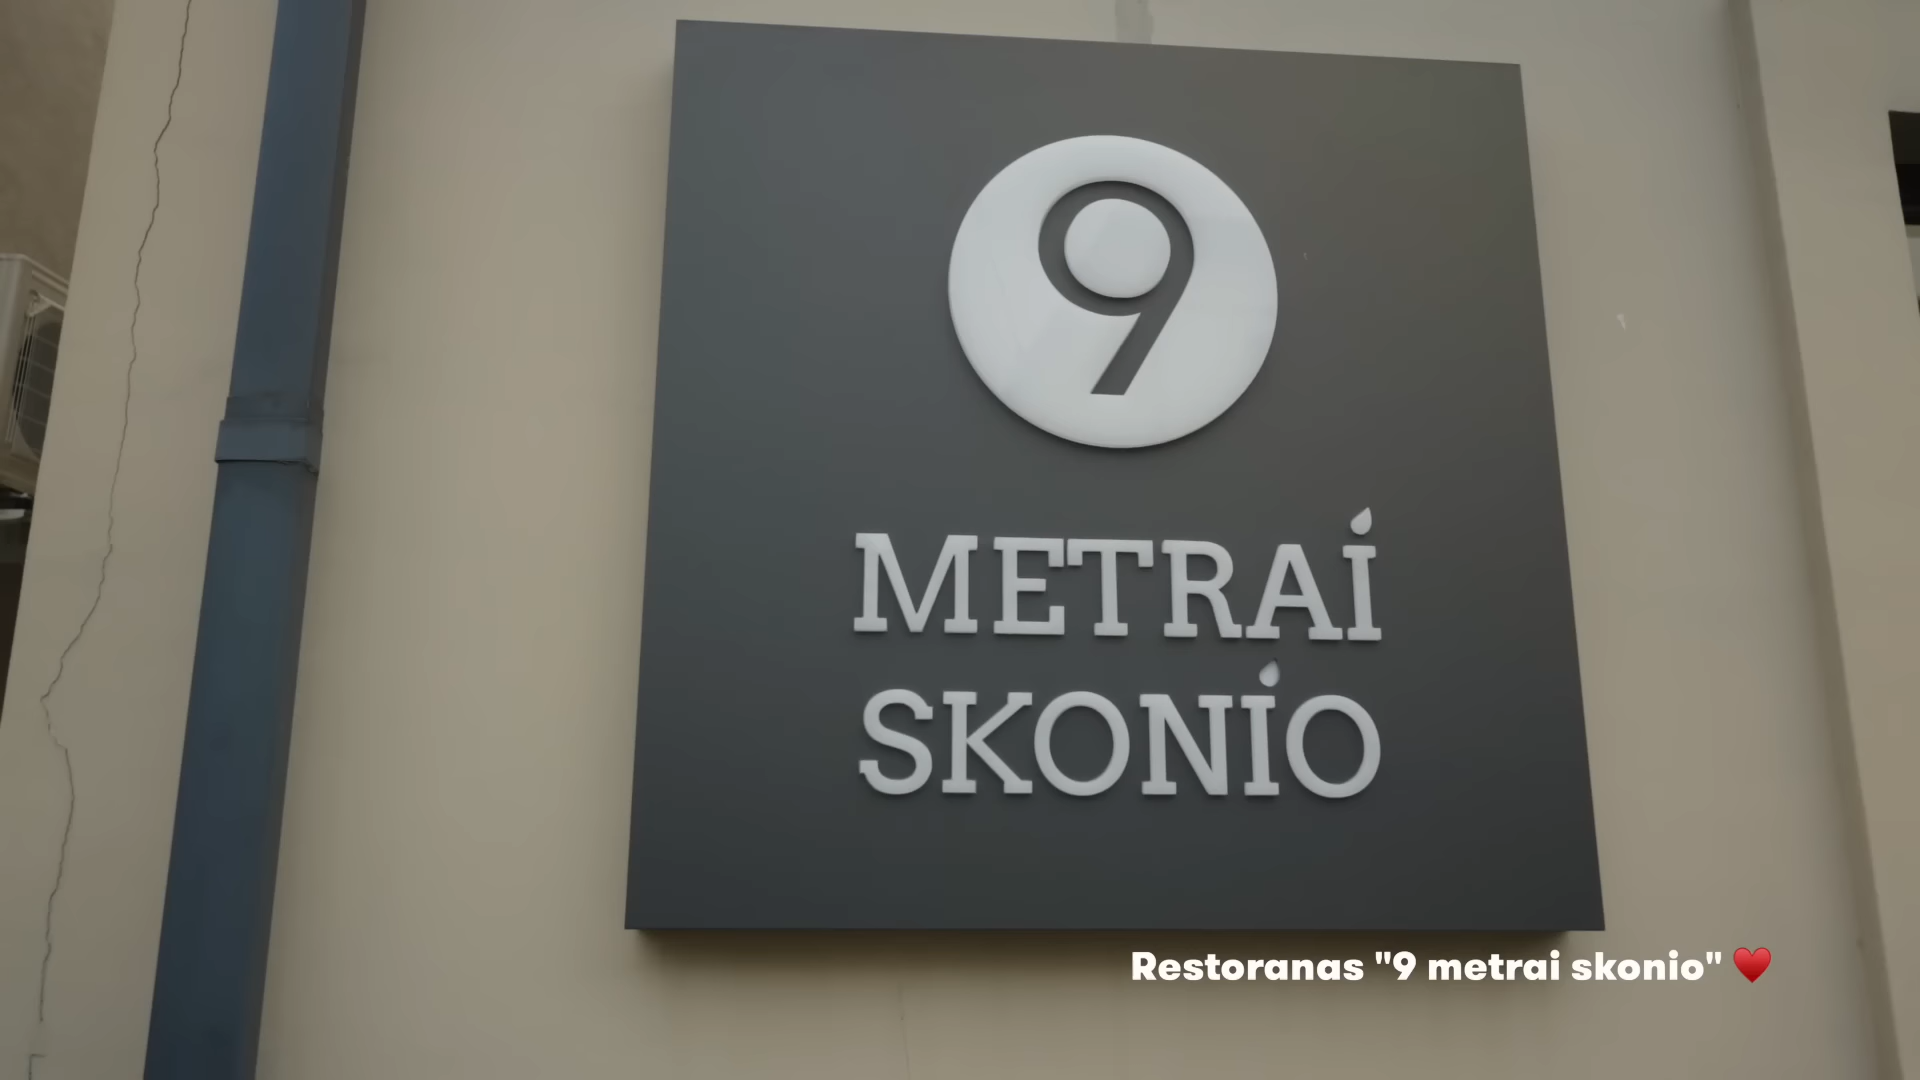 9
METRAI
SKONIO
Restoranas "9 metrai skonio" ♥️